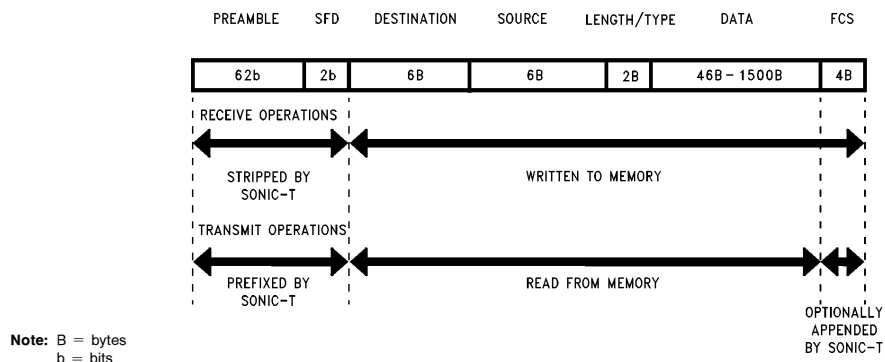 PREAMBLE SFD DESTINATION SOURCE LENGTH/TYPE DATA FCS
62b 2b 6B 6B 2B 46B – 1500B 4B
RECEIVE OPERATIONS
STRIPPED BY
SONIC-T
WRITTEN TO MEMORY
TRANSMIT OPERATIONS
PREFIXED BY
SONIC-T
READ FROM MEMORY
OPTIONALLY
APPENDED
BY SONIC-T
Note: B = bytes
b = bits